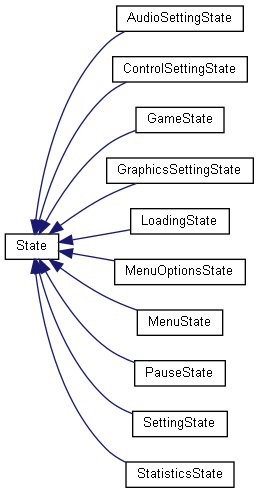 AudioSettingState
ControlSettingState
GameState
GraphicsSettingState
LoadingState
State
MenuOptionsState
MenuState
PauseState
SettingState
StatisticsState